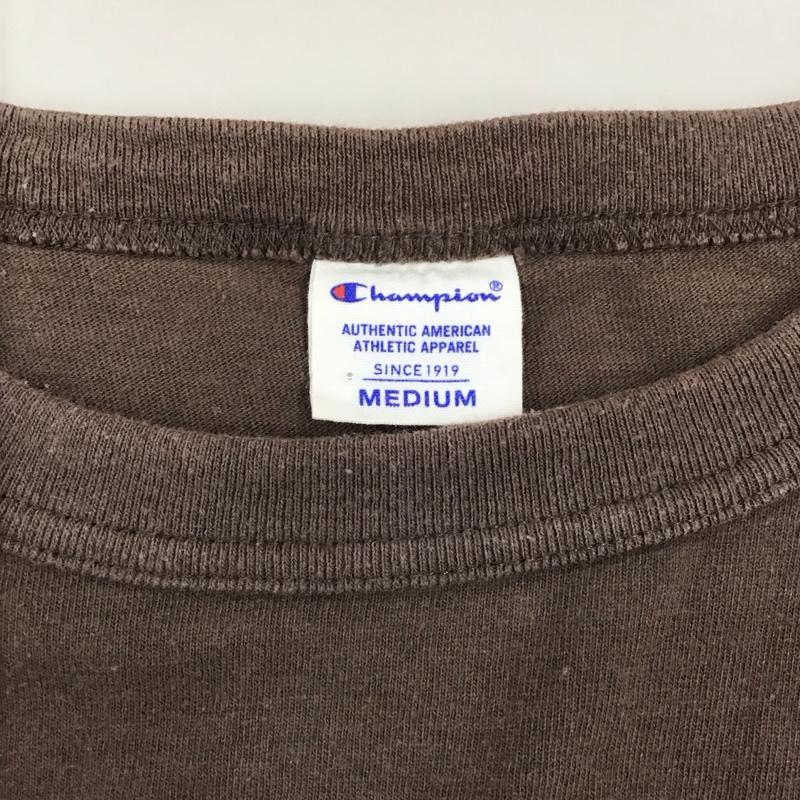 Champion®
AUTHENTIC AMERICAN
ATHLETIC APPAREL
SINCE 1919
MEDIUM